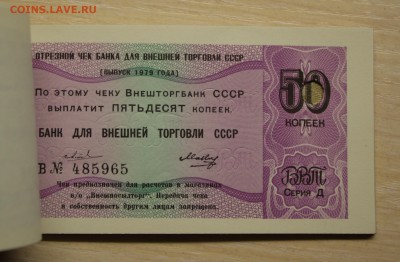 COINS.LAVE.RU
ОТРЕЗНОЙ ЧЕК БАНКА ДЛЯ ВНЕШНЕЙ ТОРГОВЛИ СССР
(ВЫПУСК 1979 ГОДА)
По этому чеку Внешторгбанк СССР
выплатит ПЯТЬДЕСЯТ копеек.
БАНК ДЛЯ ВНЕШНЕЙ ТОРГОВЛИ СССР
В № 485965
Чек предназначен для расчетов в магазинах
в/о "Внешпосылторг". Передача чека
в собственность другим лицам запрещена.
50
КОПЕЕК
БВТ
Серия Д